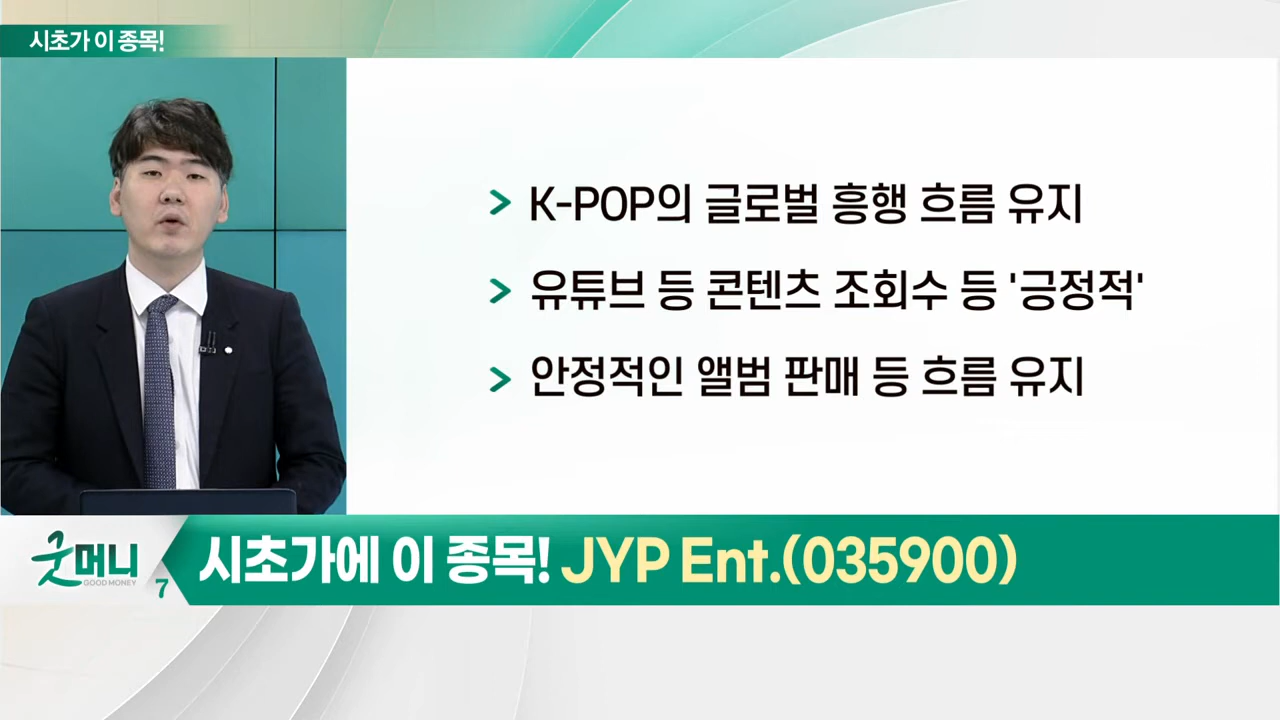 시초가 이 종목!
> K-POP의 글로벌 흥행 흐름 유지
> 유튜브 등 콘텐츠 조회수 등 '긍정적'
> 안정적인 앨범 판매 등 흐름 유지
굿머니
GOOD MONEY
7
시초가에 이 종목! JYP Ent.(035900)